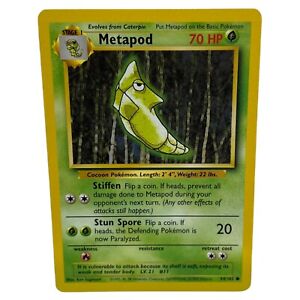 Evolves from Caterpie Put Metapod on the Basic Pokémon
STAGE 1
Metapod 70 HP
Cocoon Pokémon. Length: 2' 4", Weight: 22 lbs.
Stiffen Flip a coin. If heads, prevent all
damage done to Metapod during your
opponent's next turn. (Any other effects of
attacks still happen.)
Stun Spore Flip a coin. If 20
heads, the Defending Pokémon is
now Paralyzed.
weakness resistance retreat cost
It is vulnerable to attack because its shell is soft, exposing its
weak and tender body. LV. 21 #11